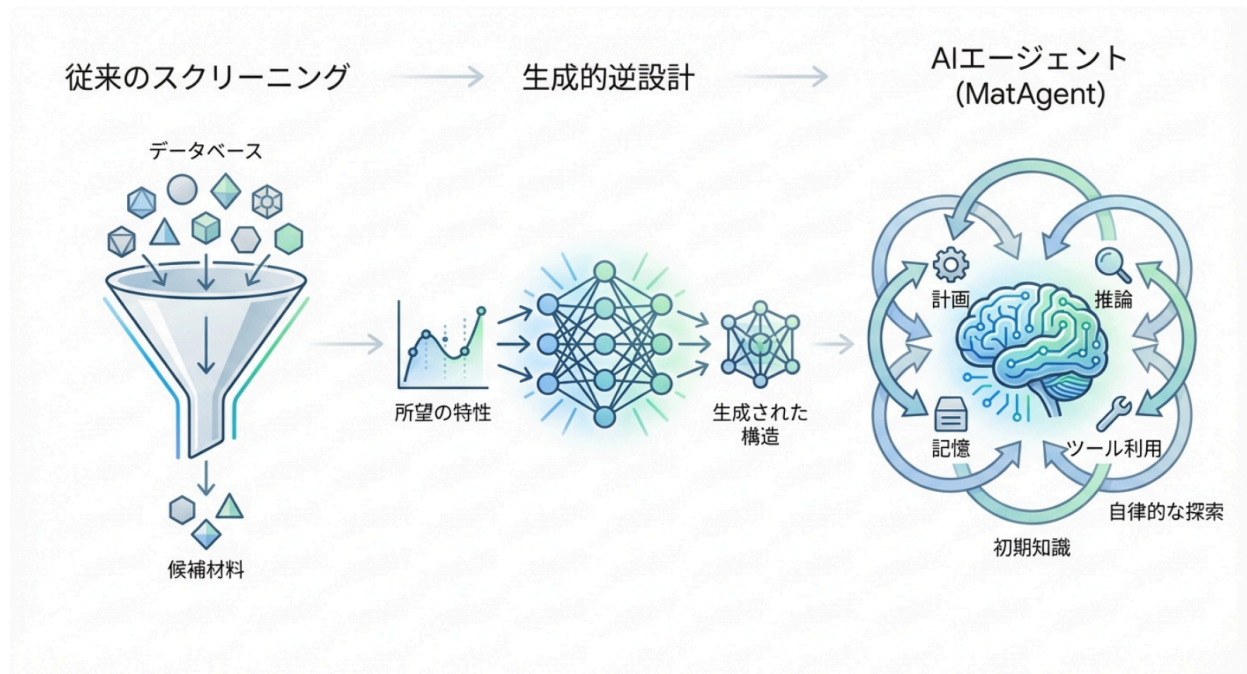 従来のスクリーニング
生成的逆設計
AIエージェント
(MatAgent)
データベース
候補材料
所望の特性
生成された
構造
計画
推論
記憶
ツール利用
自律的な探索
初期知識